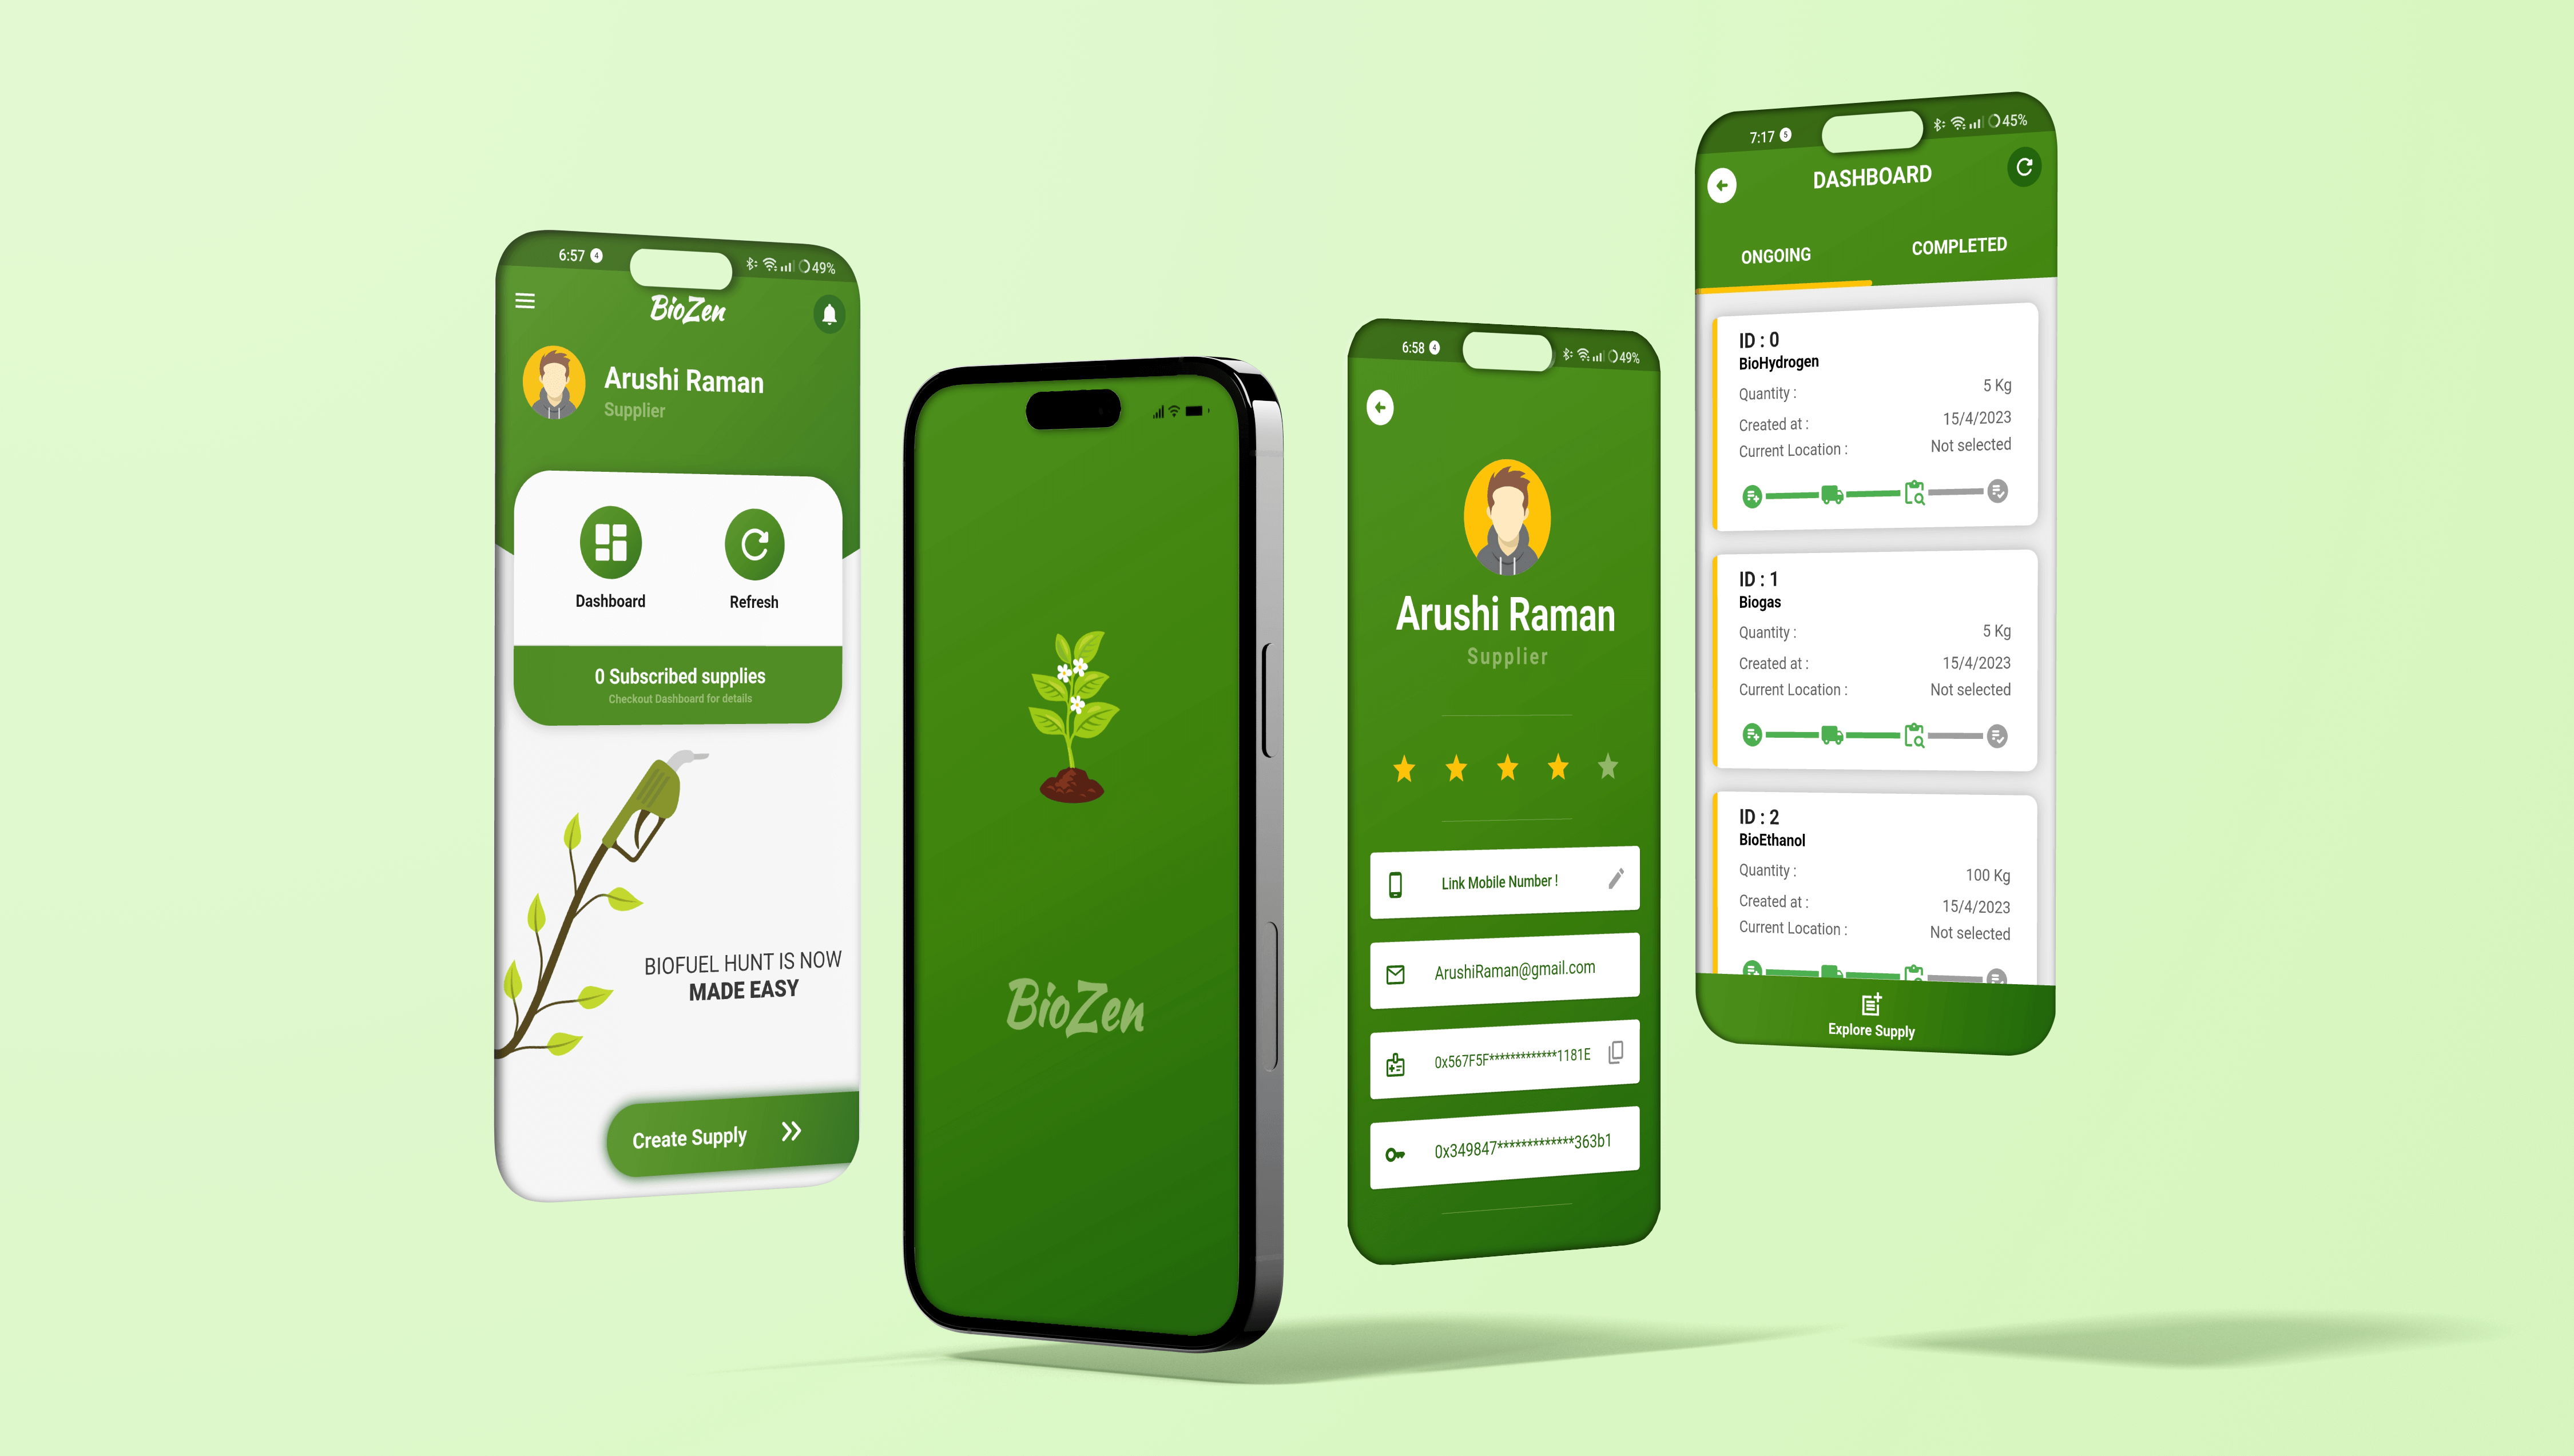 6:57 4 49%
BioZen
Arushi Raman
Supplier
Dashboard
Refresh
0 Subscribed supplies
Checkout Dashboard for details
BIOFUEL HUNT IS NOW
MADE EASY
Create Supply
BioZen
6:58 4 49%
Arushi Raman
Supplier
Link Mobile Number !
ArushiRaman@gmail.com
0x567F5F*************1181E
0x349847*************363b1
7:17 5 45%
DASHBOARD
ONGOING COMPLETED
ID : 0
BioHydrogen
Quantity : 5 Kg
Created at : 15/4/2023
Current Location : Not selected
ID : 1
Biogas
Quantity : 5 Kg
Created at : 15/4/2023
Current Location : Not selected
ID : 2
BioEthanol
Quantity : 100 Kg
Created at : 15/4/2023
Current Location : Not selected
Explore Supply